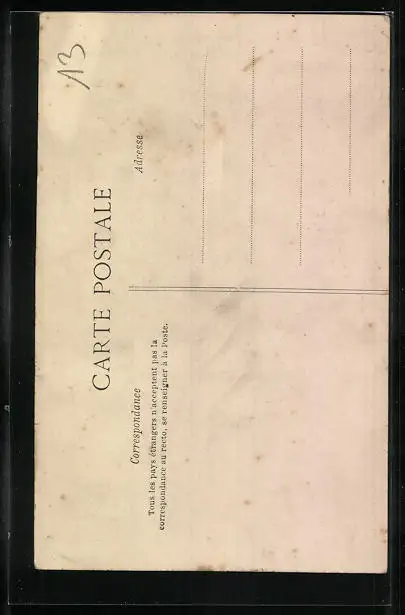 13
CARTE POSTALE
Correspondance
Adresse
Tous les pays étrangers n'acceptent pas la
correspondance au recto, se renseigner à la Poste.